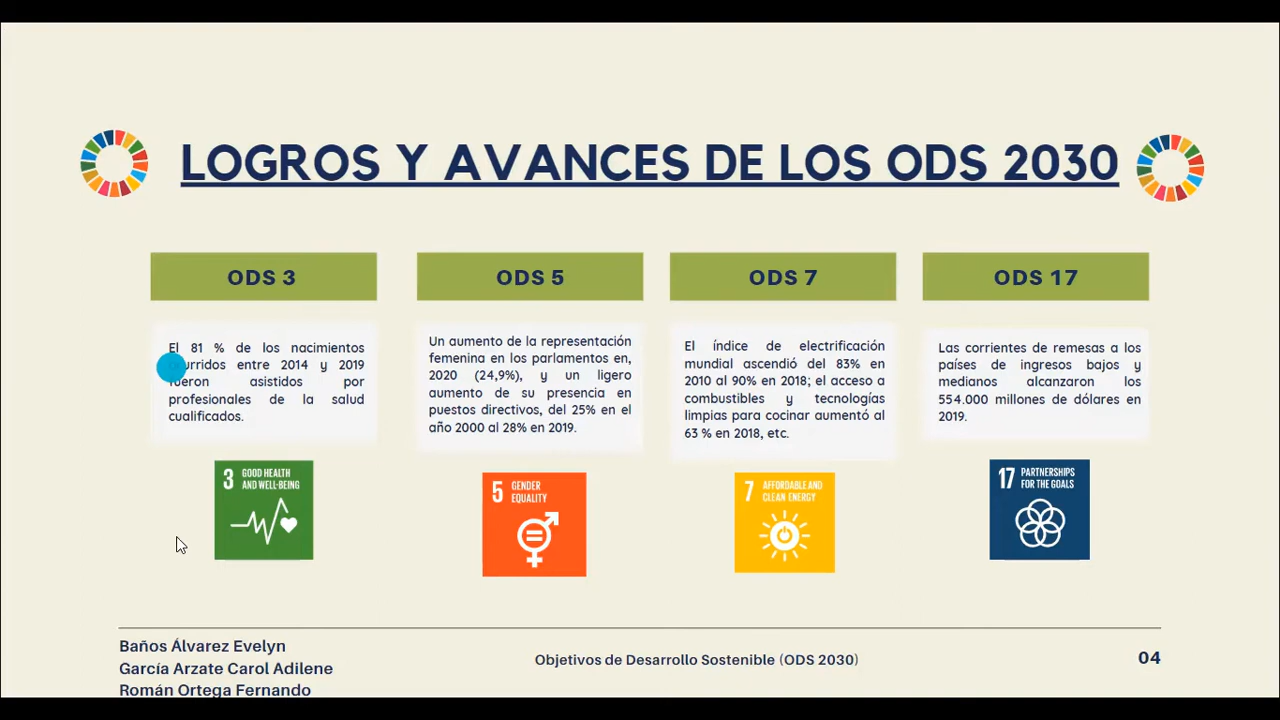 LOGROS Y AVANCES DE LOS ODS 2030
ODS 3
El 81 % de los nacimientos
entre 2014 y 2019
fueron asistidos por
profesionales de la salud
cualificados.
3 GOOD HEALTH
AND WELL-BEING
ODS 5
Un aumento de la representación
femenina en los parlamentos en,
2020 (24,9%), y un ligero
aumento de su presencia en
puestos directivos, del 25% en el
año 2000 al 28% en 2019.
5 GENDER
EQUALITY
ODS 7
El índice de electrificación
mundial ascendió del 83% en
2010 al 90% en 2018; el acceso a
combustibles y tecnologías
limpias para cocinar aumentó al
63 % en 2018, etc.
7 AFFORDABLE AND
CLEAN ENERGY
ODS 17
Las corrientes de remesas a los
países de ingresos bajos y
medianos alcanzaron los
554.000 millones de dólares en
2019.
17 PARTNERSHIPS
FOR THE GOALS
Baños Álvarez Evelyn
García Arzate Carol Adilene
Román Ortega Fernando
Objetivos de Desarrollo Sostenible (ODS 2030)
04